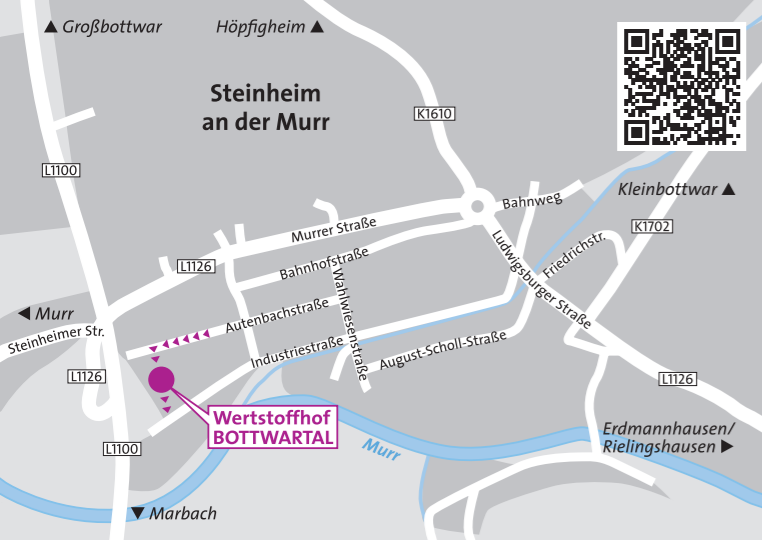 ▲ Großbottwar
Höpfigheim ▲
Steinheim
an der Murr
K1610
L1100
Kleinbottwar ▲
Bahnweg
K1702
Murrer Straße
Friedrichstr.
L1126
Bahnhofstraße
Ludwigsburger Straße
Wahlwiesenstraße
◀ Murr
Autenbachstraße
Steinheimer Str.
Industriestraße
August-Scholl-Straße
L1126
L1126
Wertstoffhof
BOTTWARTAL
Erdmannhausen/
Rielingshausen ▶
L1100
Murr
▼ Marbach